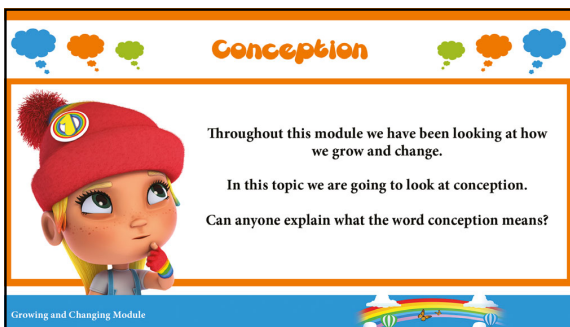 Conception
Throughout this module we have been looking at how
we grow and change.
In this topic we are going to look at conception.
Can anyone explain what the word conception means?
Growing and Changing Module